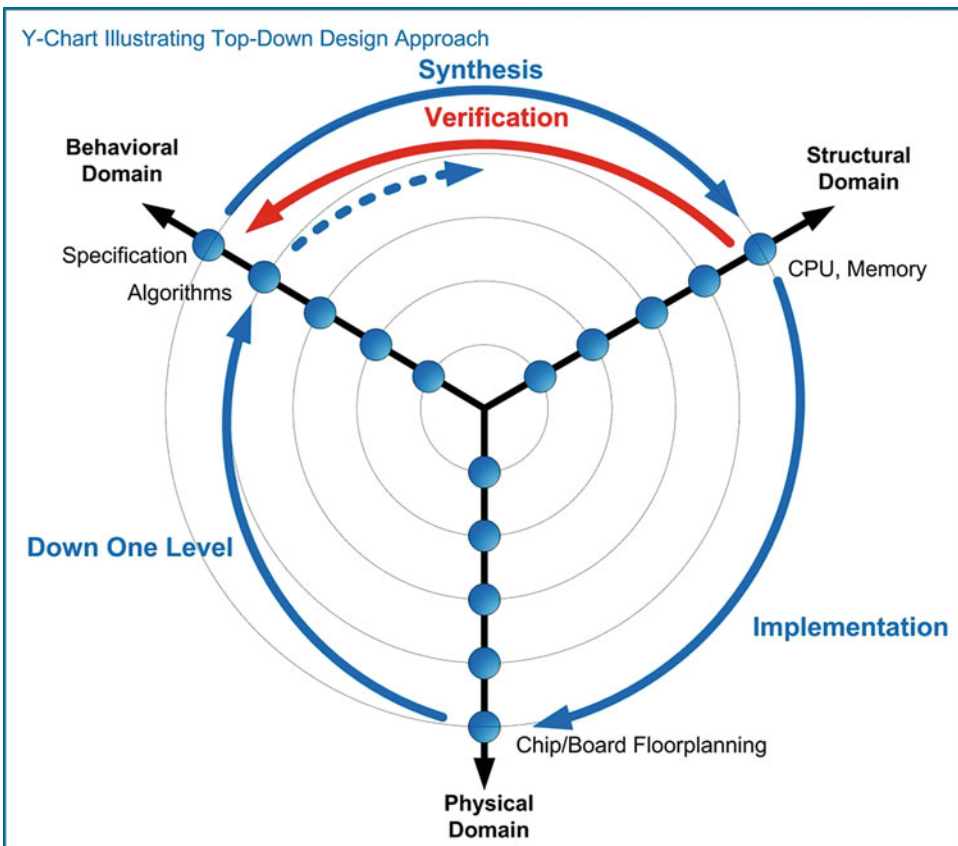 Y-Chart Illustrating Top-Down Design Approach
Synthesis
Verification
Behavioral
Domain
Structural
Domain
Specification
CPU, Memory
Algorithms
Down One Level
Implementation
Chip/Board Floorplanning
Physical
Domain